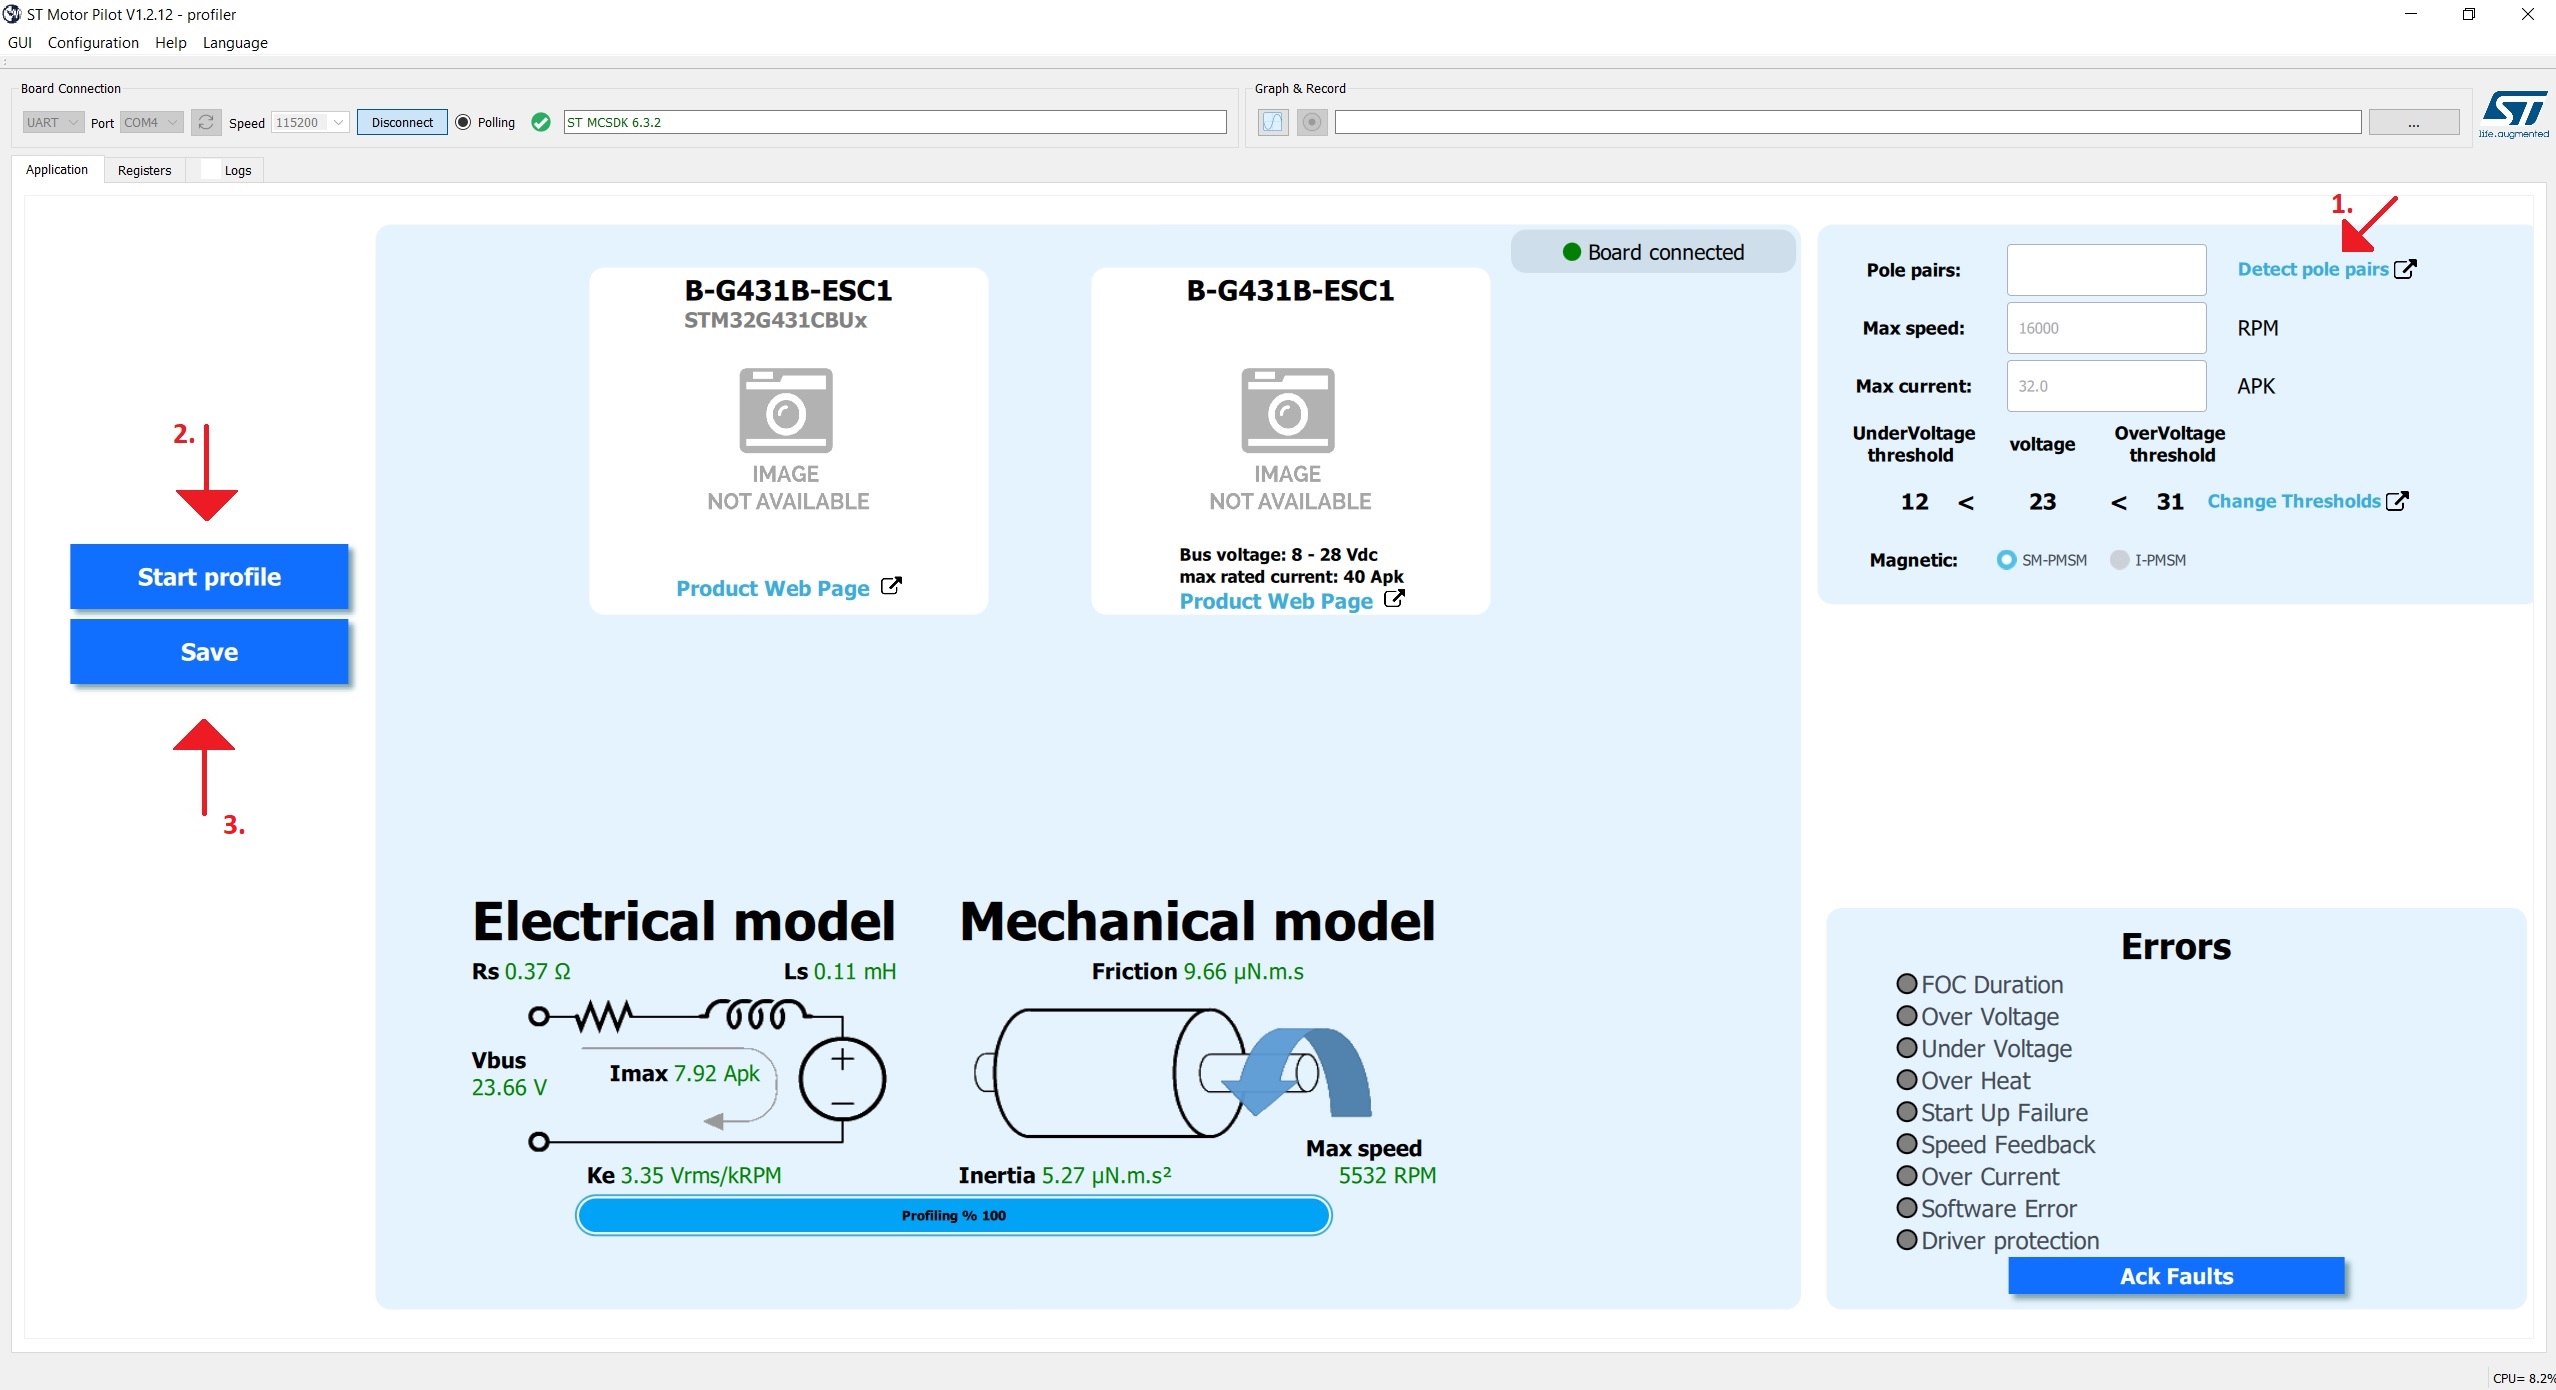 ST Motor Pilot V1.2.12 - profiler
GUI Configuration Help Language
Board Connection
Graph & Record
UART Port COM4 Speed 115200 Disconnect Polling ST MCSDK 6.3.2
...
ST
life.augmented
Application Registers Logs
1.
Board connected
B-G431B-ESC1
STM32G431CBUx
IMAGE
NOT AVAILABLE
Product Web Page
B-G431B-ESC1
IMAGE
NOT AVAILABLE
Bus voltage: 8 - 28 Vdc
max rated current: 40 Apk
Product Web Page
Pole pairs: Detect pole pairs
Max speed: 16000 RPM
Max current: 32.0 APK
UnderVoltage
threshold
voltage
OverVoltage
threshold
12 < 23 < 31 Change Thresholds
Magnetic: SM-PMSM I-PMSM
2.
Start profile
Save
3.
Electrical model
Rs 0.37 Ω Ls 0.11 mH
Vbus
23.66 V
Imax 7.92 Apk
+
−
Ke 3.35 Vrms/kRPM
Mechanical model
Friction 9.66 µN.m.s
Inertia 5.27 µN.m.s²
Max speed
5532 RPM
Profiling % 100
Errors
FOC Duration
Over Voltage
Under Voltage
Over Heat
Start Up Failure
Speed Feedback
Over Current
Software Error
Driver protection
Ack Faults
CPU= 8.2%